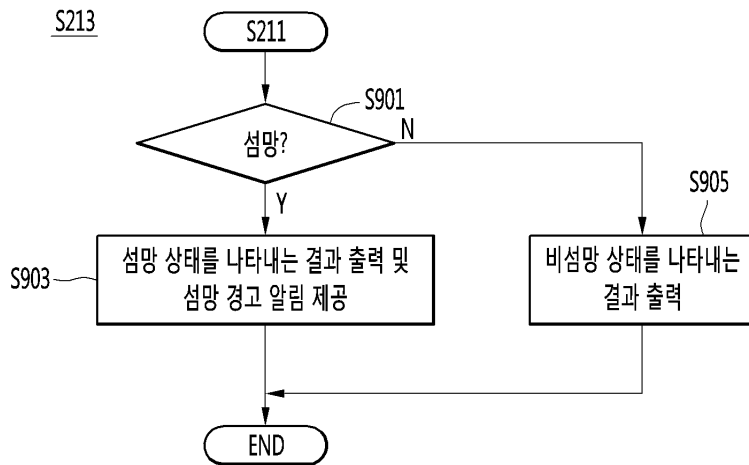 S213
S211
S901
섬망?
N
Y
S905
S903
섬망 상태를 나타내는 결과 출력 및
섬망 경고 알림 제공
비섬망 상태를 나타내는
결과 출력
END